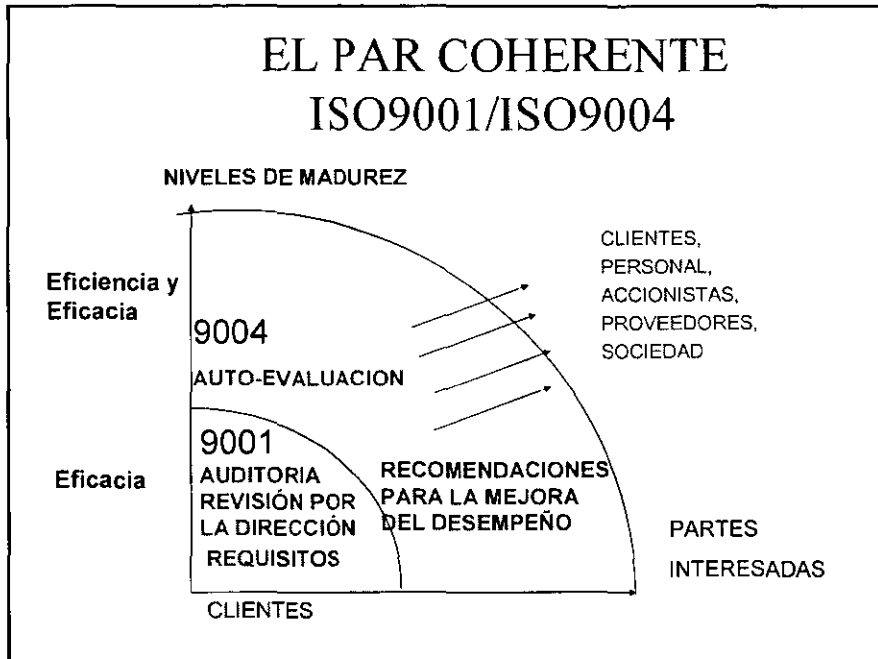 EL PAR COHERENTE
ISO9001/ISO9004
NIVELES DE MADUREZ
CLIENTES,
PERSONAL,
ACCIONISTAS,
PROVEEDORES,
SOCIEDAD
Eficiencia y
Eficacia
9004
AUTO-EVALUACION
Eficacia
9001
AUDITORIA
REVISIÓN POR
LA DIRECCIÓN
REQUISITOS
RECOMENDACIONES
PARA LA MEJORA
DEL DESEMPEÑO
PARTES
INTERESADAS
CLIENTES